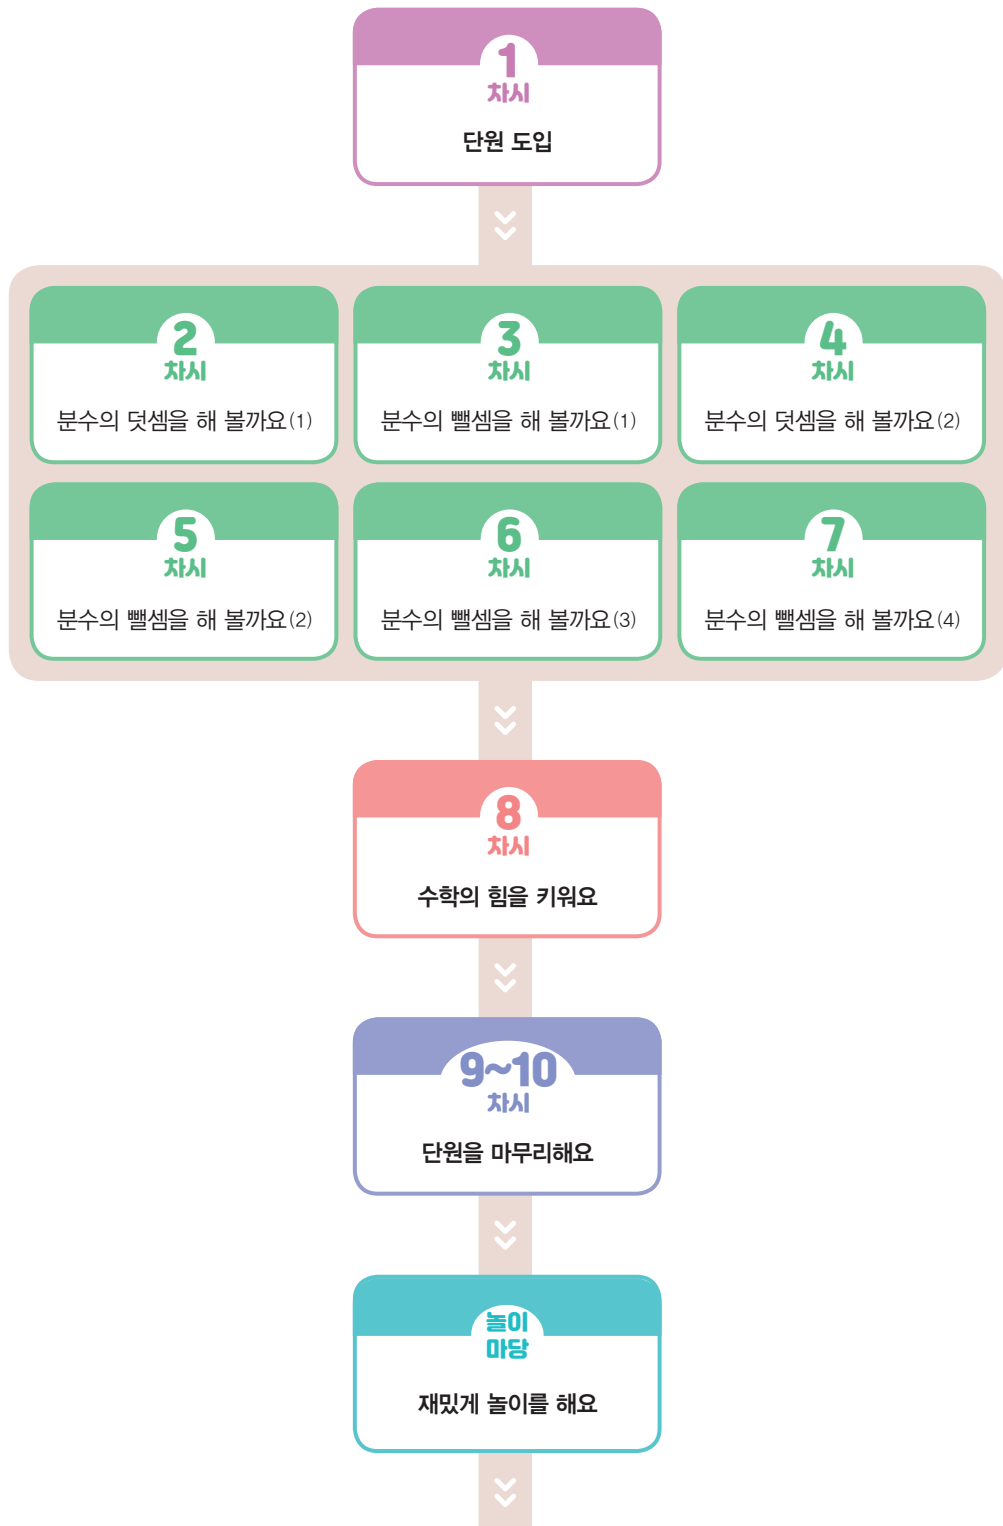 1
차시
단원 도입
2
차시
분수의 덧셈을 해 볼까요(1)
3
차시
분수의 뺄셈을 해 볼까요(1)
4
차시
분수의 덧셈을 해 볼까요(2)
5
차시
분수의 뺄셈을 해 볼까요(2)
6
차시
분수의 뺄셈을 해 볼까요(3)
7
차시
분수의 뺄셈을 해 볼까요(4)
8
차시
수학의 힘을 키워요
9~10
차시
단원을 마무리해요
놀이
마당
재밌게 놀이를 해요